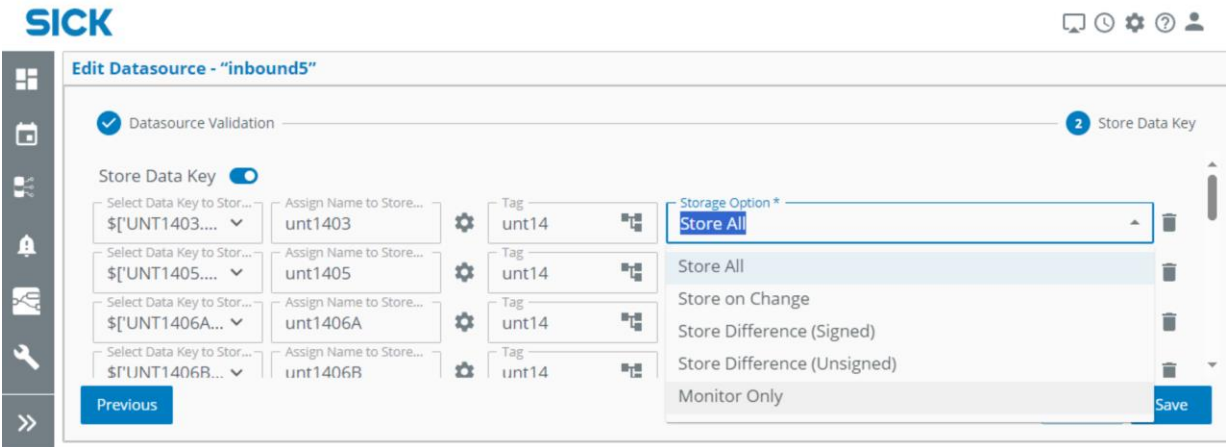 SICK
Edit Datasource - “inbound5”
Datasource Validation
2 Store Data Key
Store Data Key
Select Data Key to Stor... Assign Name to Store... Tag Storage Option *
$['UNT1403.... unt1403 unt14 Store All
Select Data Key to Stor... Assign Name to Store... Tag
$['UNT1405.... unt1405 unt14
Select Data Key to Stor... Assign Name to Store... Tag
$['UNT1406A... unt1406A unt14
Select Data Key to Stor... Assign Name to Store... Tag
$['UNT1406B... unt1406B unt14
Store All
Store on Change
Store Difference (Signed)
Store Difference (Unsigned)
Monitor Only
Previous
Save